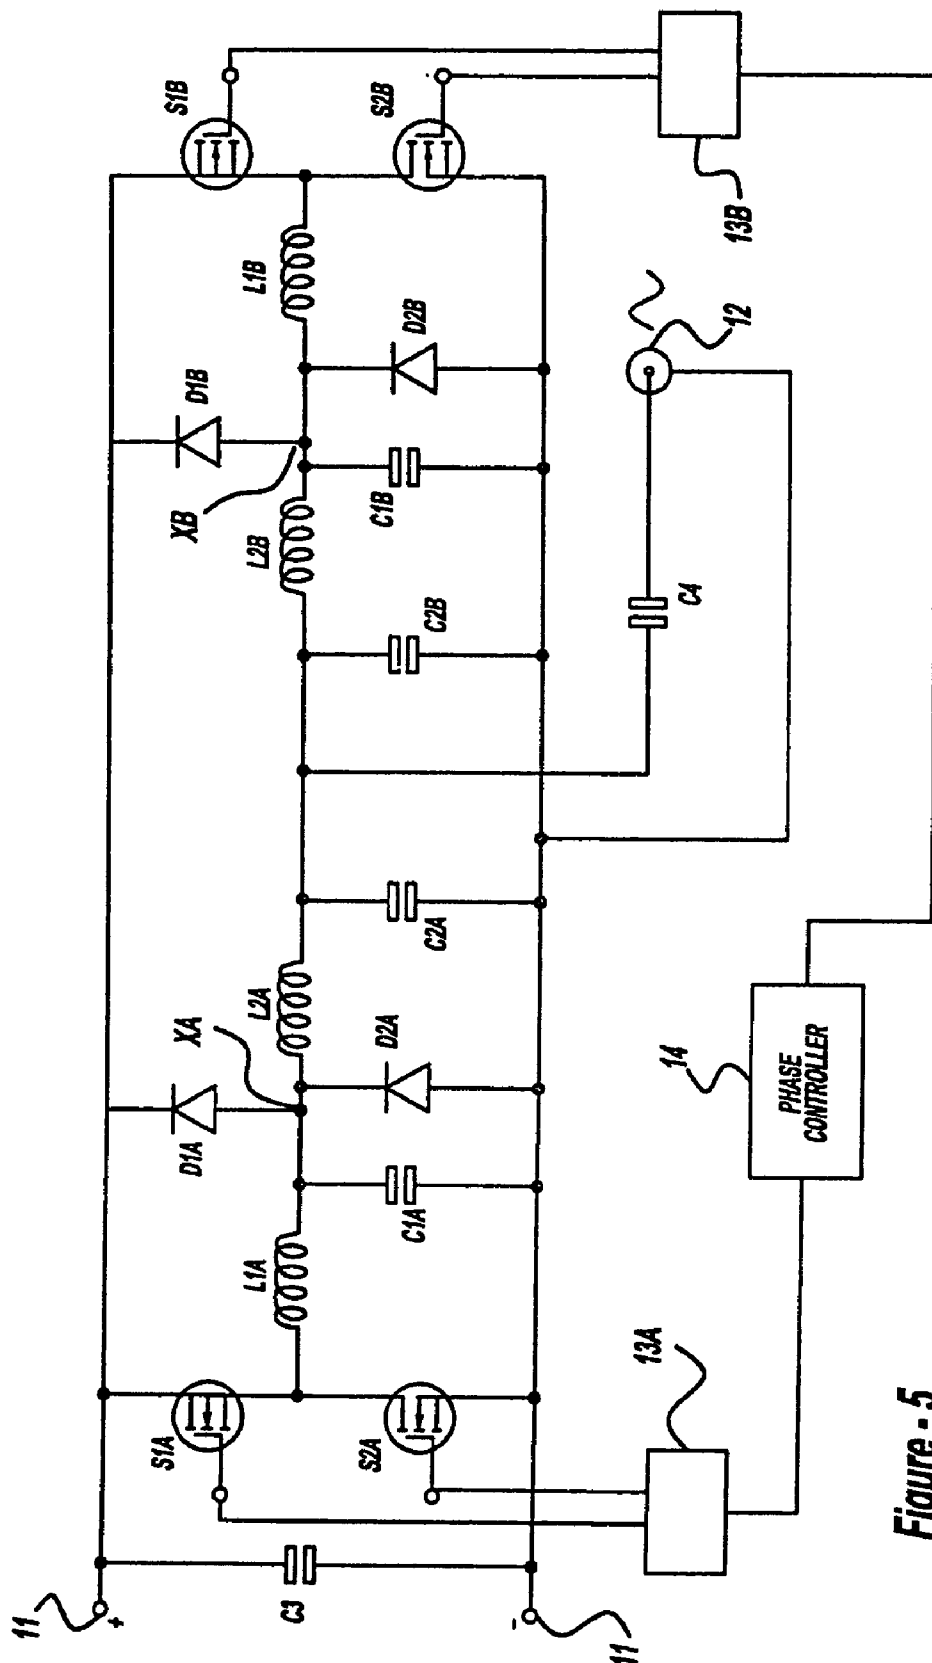 11
+
C3
-
11
S1A
S2A
13A
L1A
C1A
D1A
XA
D2A
L2A
C2A
14
PHASE
CONTROLLER
C2B
C4
L2B
XB
C1B
D1B
D2B
12
L1B
S1B
S2B
13B
Figure - 5